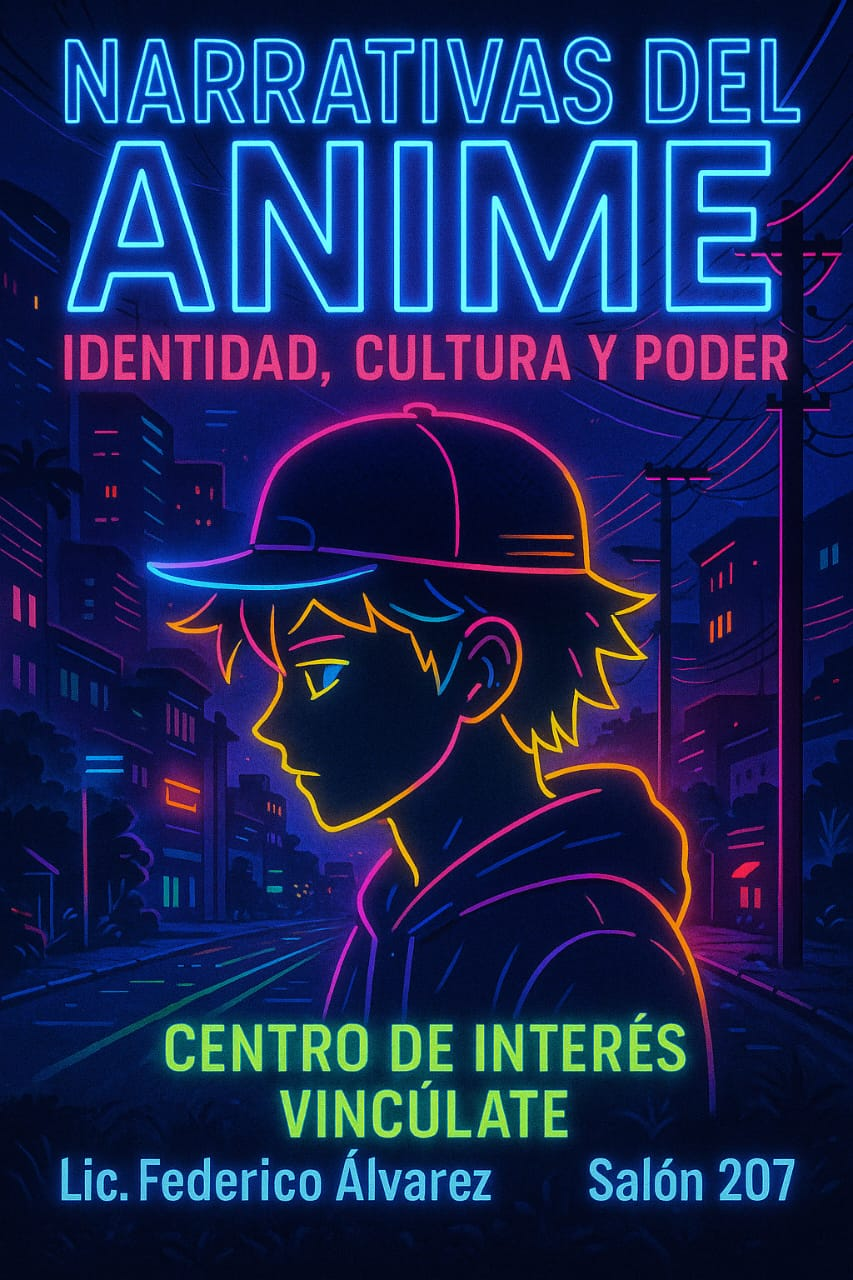 NARRATIVAS DEL
ANIME
IDENTIDAD, CULTURA Y PODER
CENTRO DE INTERÉS
VINCÚLATE
Lic. Federico Álvarez Salón 207